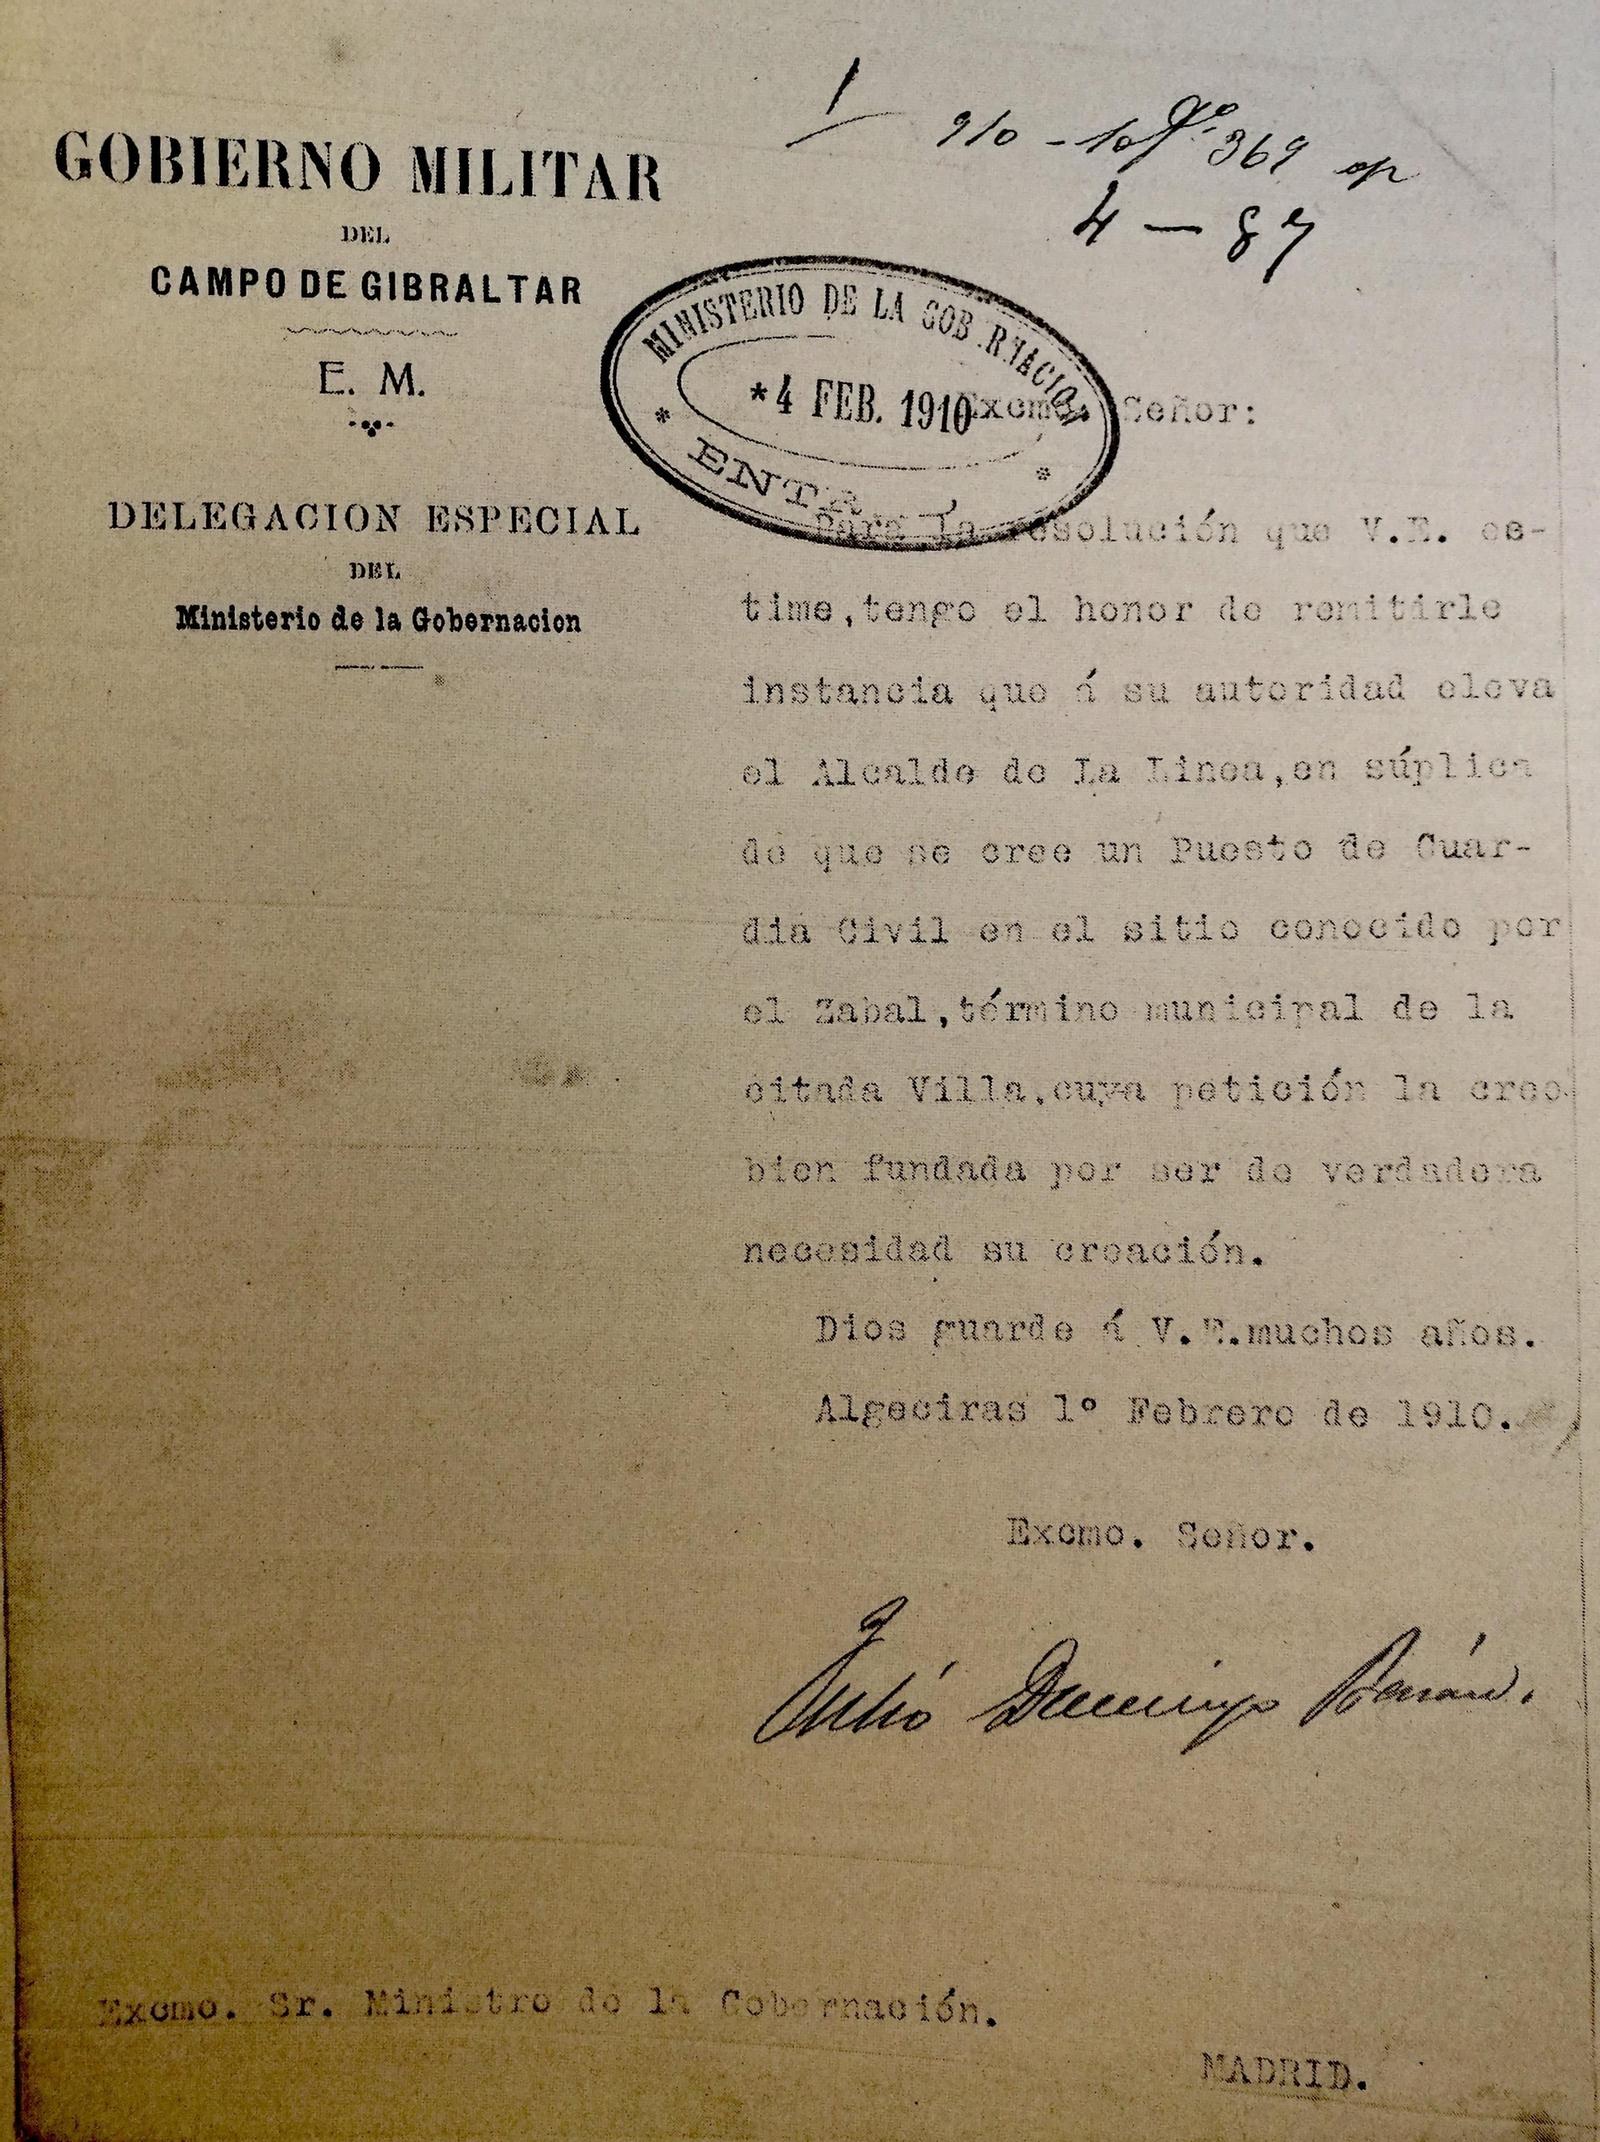 GOBIERNO MILITAR
DEL
CAMPO DE GIBRALTAR
E. M.
DELEGACION ESPECIAL
DEL
Ministerio de la Gobernacion
1
910 - 369
4 - 87
MINISTERIO DE LA GOBERNACION
*4 FEB. 1910
Excmo. Señor:
Para la resolución que V.E. es-
time,tengo el honor de remitirle
instancia que á su autoridad eleva
el Alcalde de La Linea,en súplica
de que se cree un Puesto de Guar-
dia Civil en el sitio conocido por
el Zabal,término municipal de la
citada Villa,cuya petición la creo
bien fundada por ser de verdadera
necesidad su creación.
Dios guarde á V.E.muchos años.
Algeciras 1º Febrero de 1910.
Excmo. Señor.
Julio Domingo Bazán.
Excmo. Sr. Ministro de la Gobernación.
MADRID.